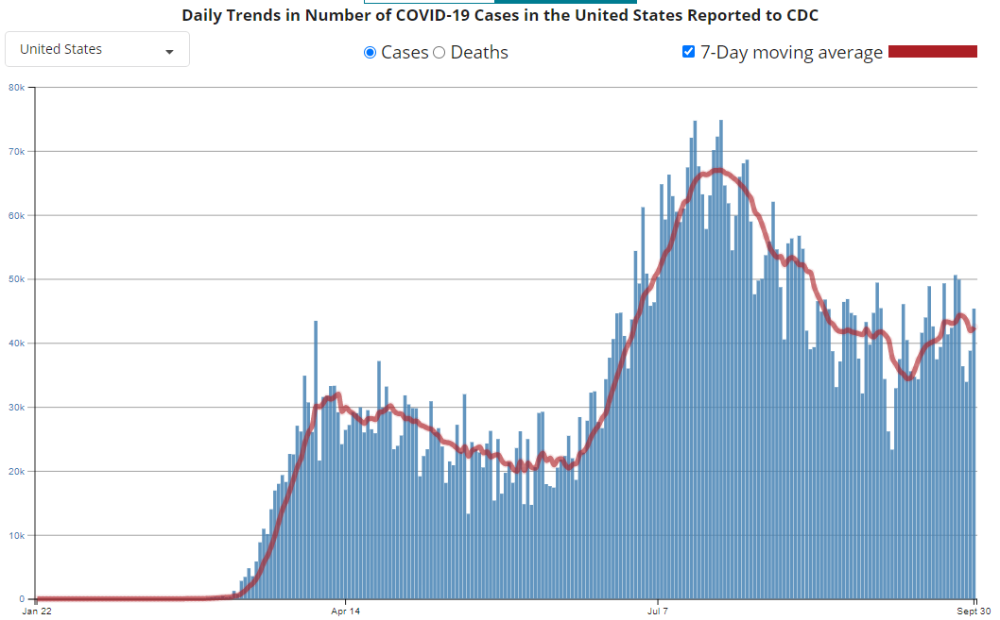 Daily Trends in Number of COVID-19 Cases in the United States Reported to CDC
United States
Cases
Deaths
7-Day moving average
80k
70k
60k
50k
40k
30k
20k
10k
0
Jan 22
Apr 14
Jul 7
Sept 30